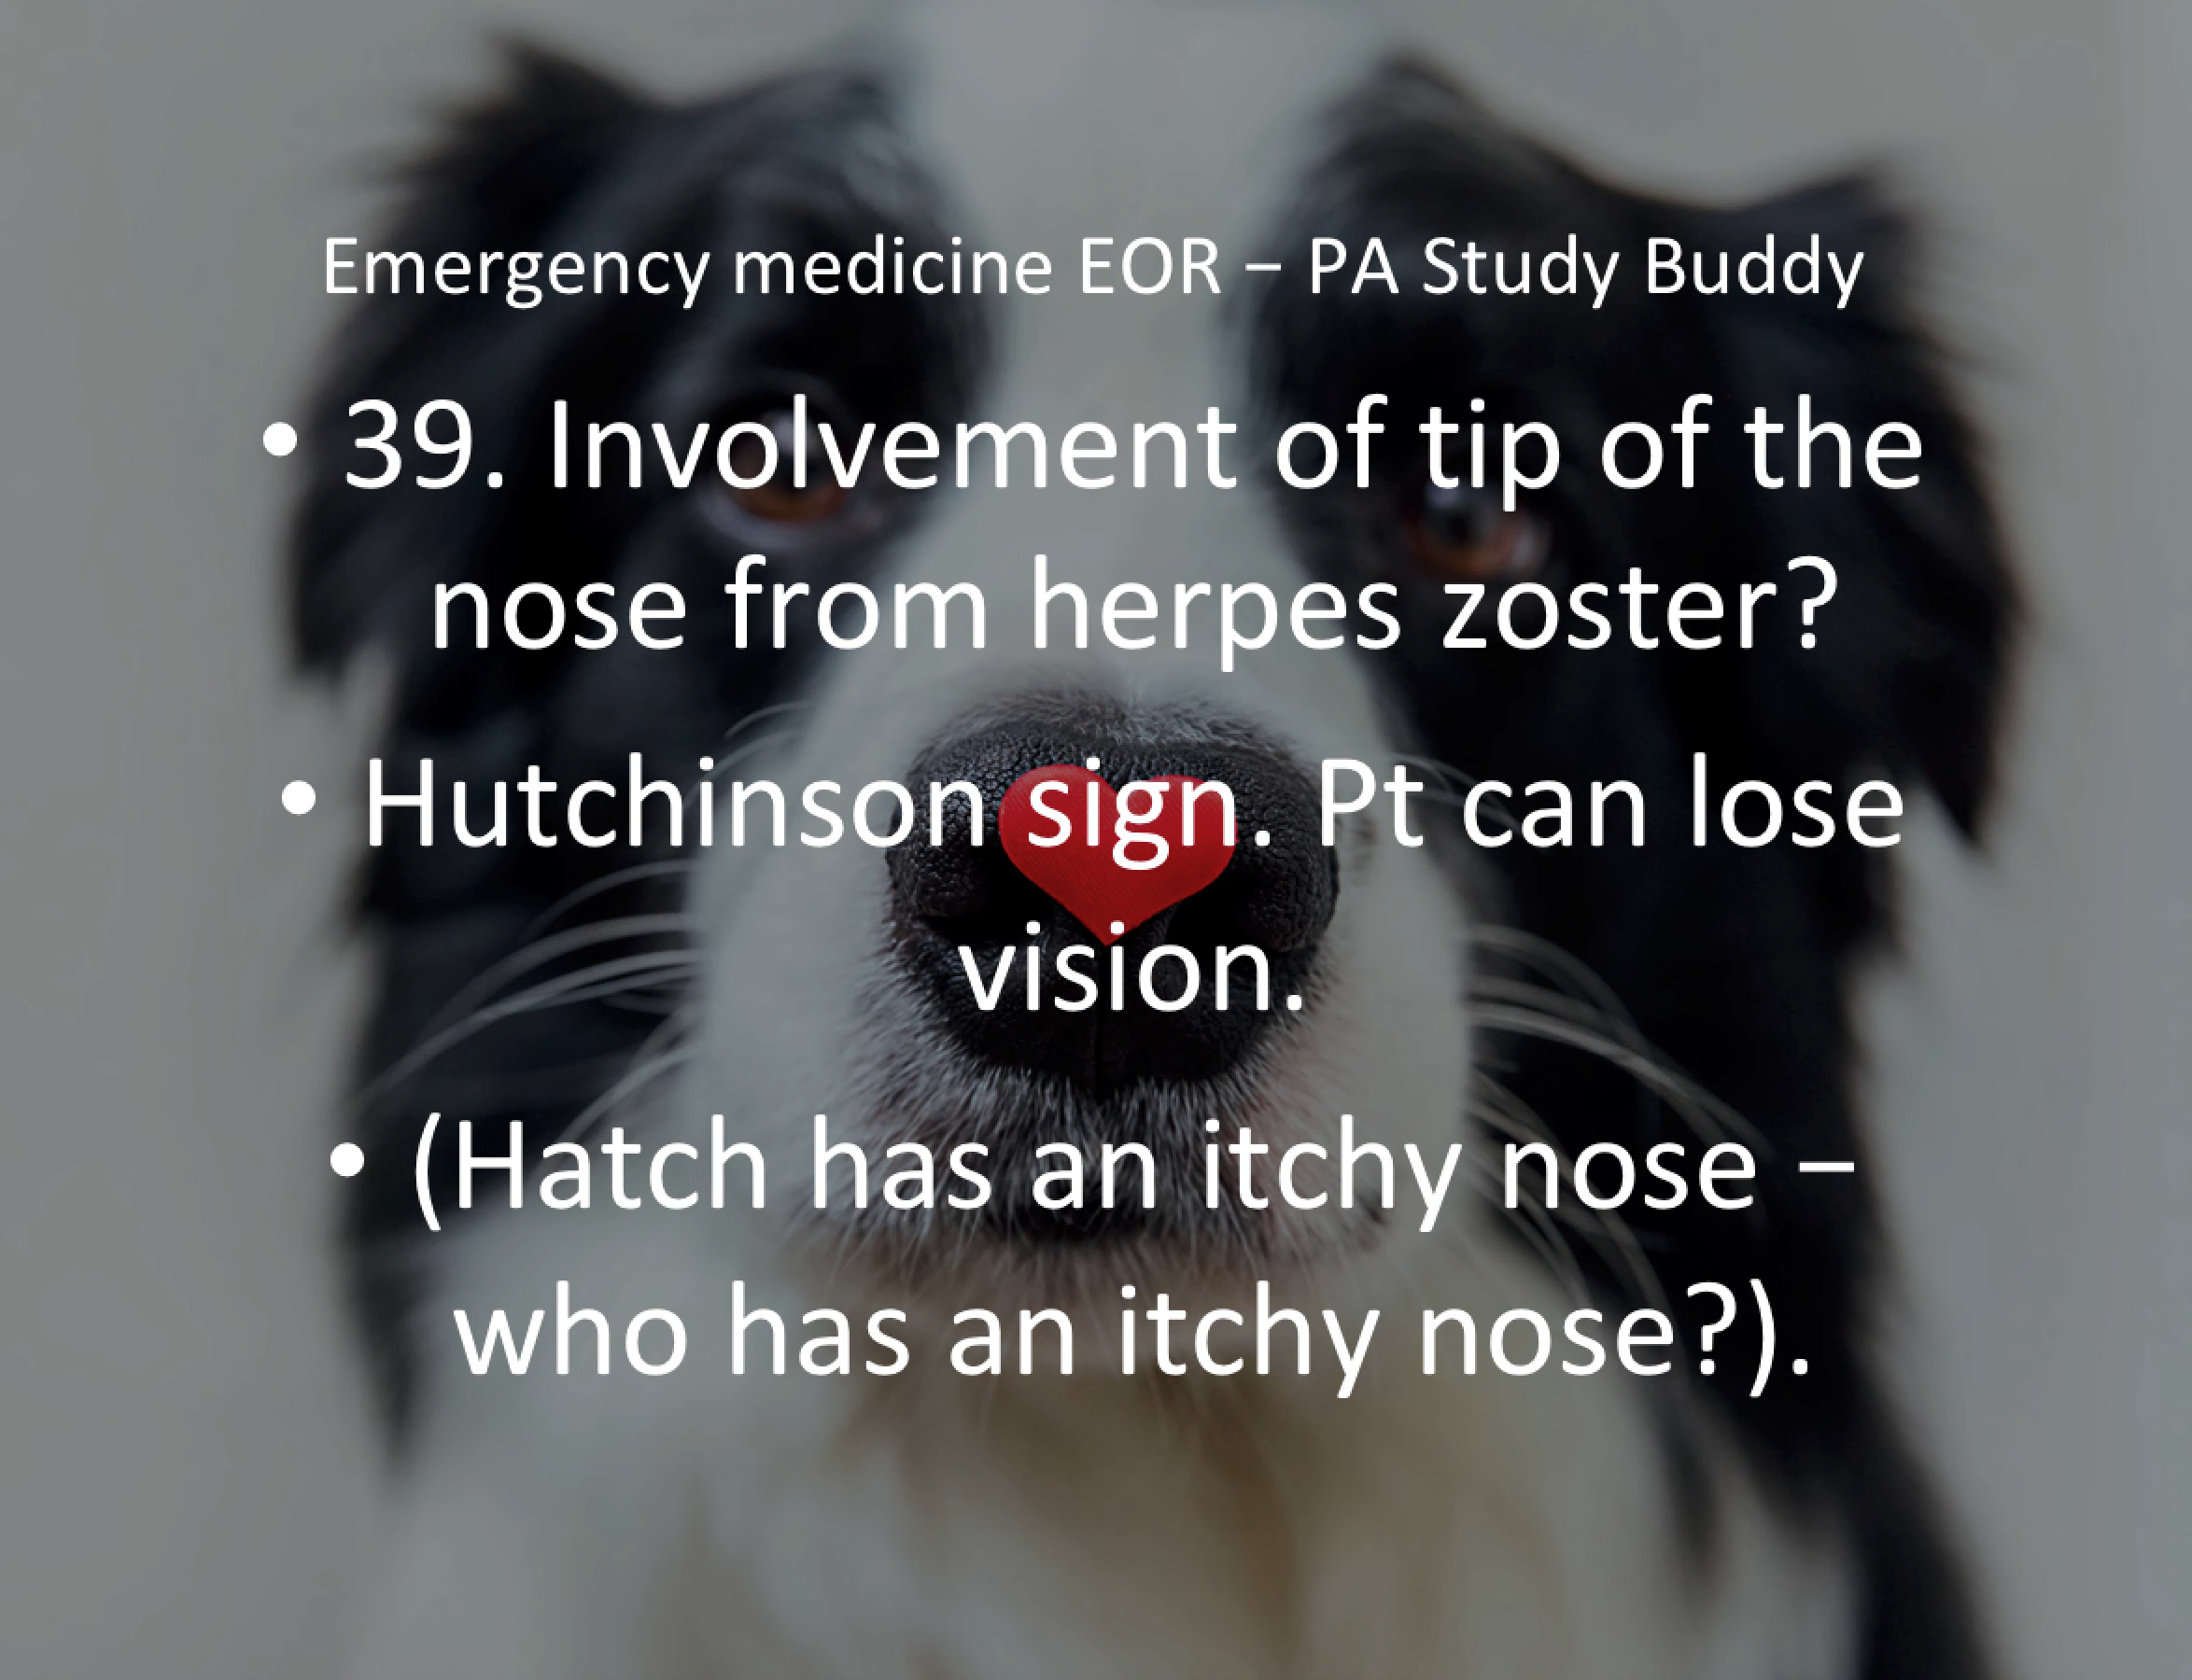 Emergency medicine EOR – PA Study Buddy
• 39. Involvement of tip of the
nose from herpes zoster?
• Hutchinson sign. Pt can lose
vision.
• (Hatch has an itchy nose –
who has an itchy nose?).